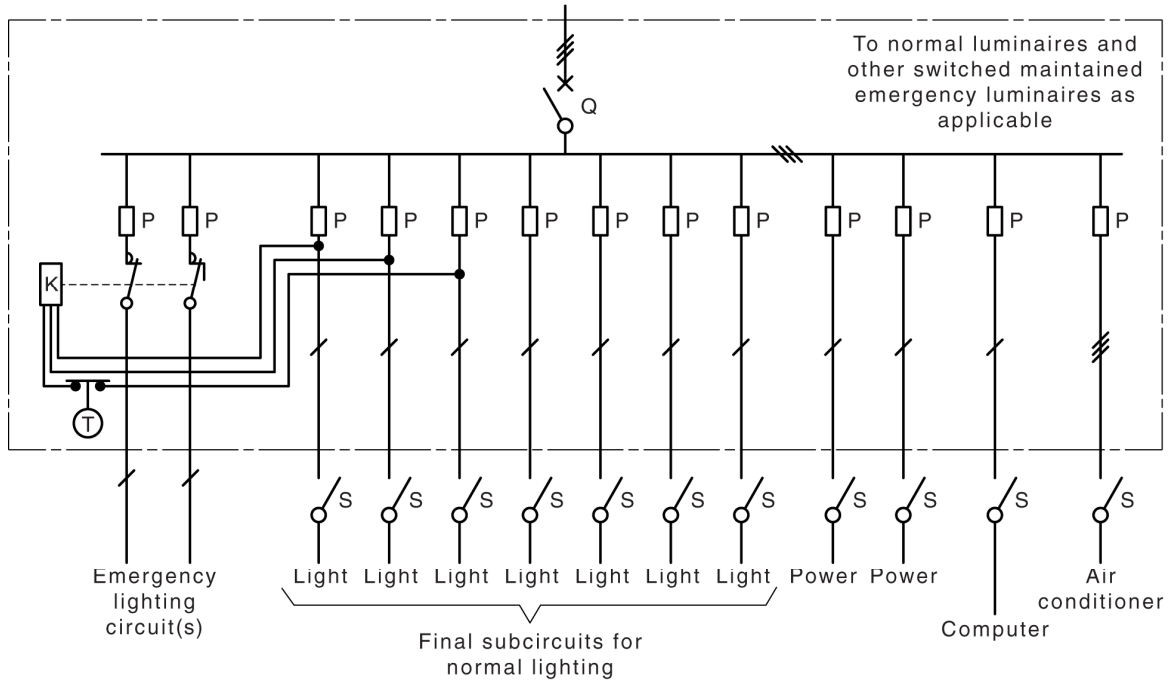 To normal luminaires and
other switched maintained
emergency luminaires as
applicable
Q
P P P P P P P P P P P P P
K
T
S S S S S S S S S S S
Emergency
lighting
circuit(s)
Light Light Light Light Light Light Light Power Power
Air
conditioner
Computer
Final subcircuits for
normal lighting